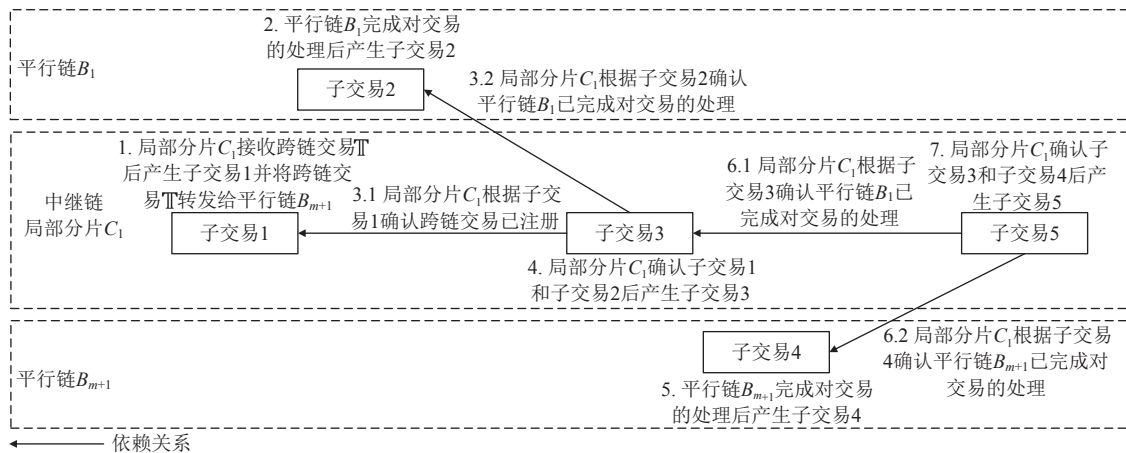 2. 平行链B₁完成对交易
的处理后产生子交易2
平行链B₁
子交易2
3.2 局部分片C₁根据子交易2确认
平行链B₁已完成对交易的处理
1. 局部分片C₁接收跨链交易𝕋
后产生子交易1并将跨链交
易𝕋转发给平行链Bₘ₊₁
中继链
局部分片C₁
子交易1
3.1 局部分片C₁根据子交
易1确认跨链交易已注册
子交易3
4. 局部分片C₁确认子交易1
和子交易2后产生子交易3
6.1 局部分片C₁根据子
交易3确认平行链B₁已
完成对交易的处理
7. 局部分片C₁确认子
交易3和子交易4后产
生子交易5
子交易5
平行链Bₘ₊₁
子交易4
5. 平行链Bₘ₊₁完成对交易
的处理后产生子交易4
6.2 局部分片C₁根据子交易
4确认平行链Bₘ₊₁已完成对
交易的处理
依赖关系